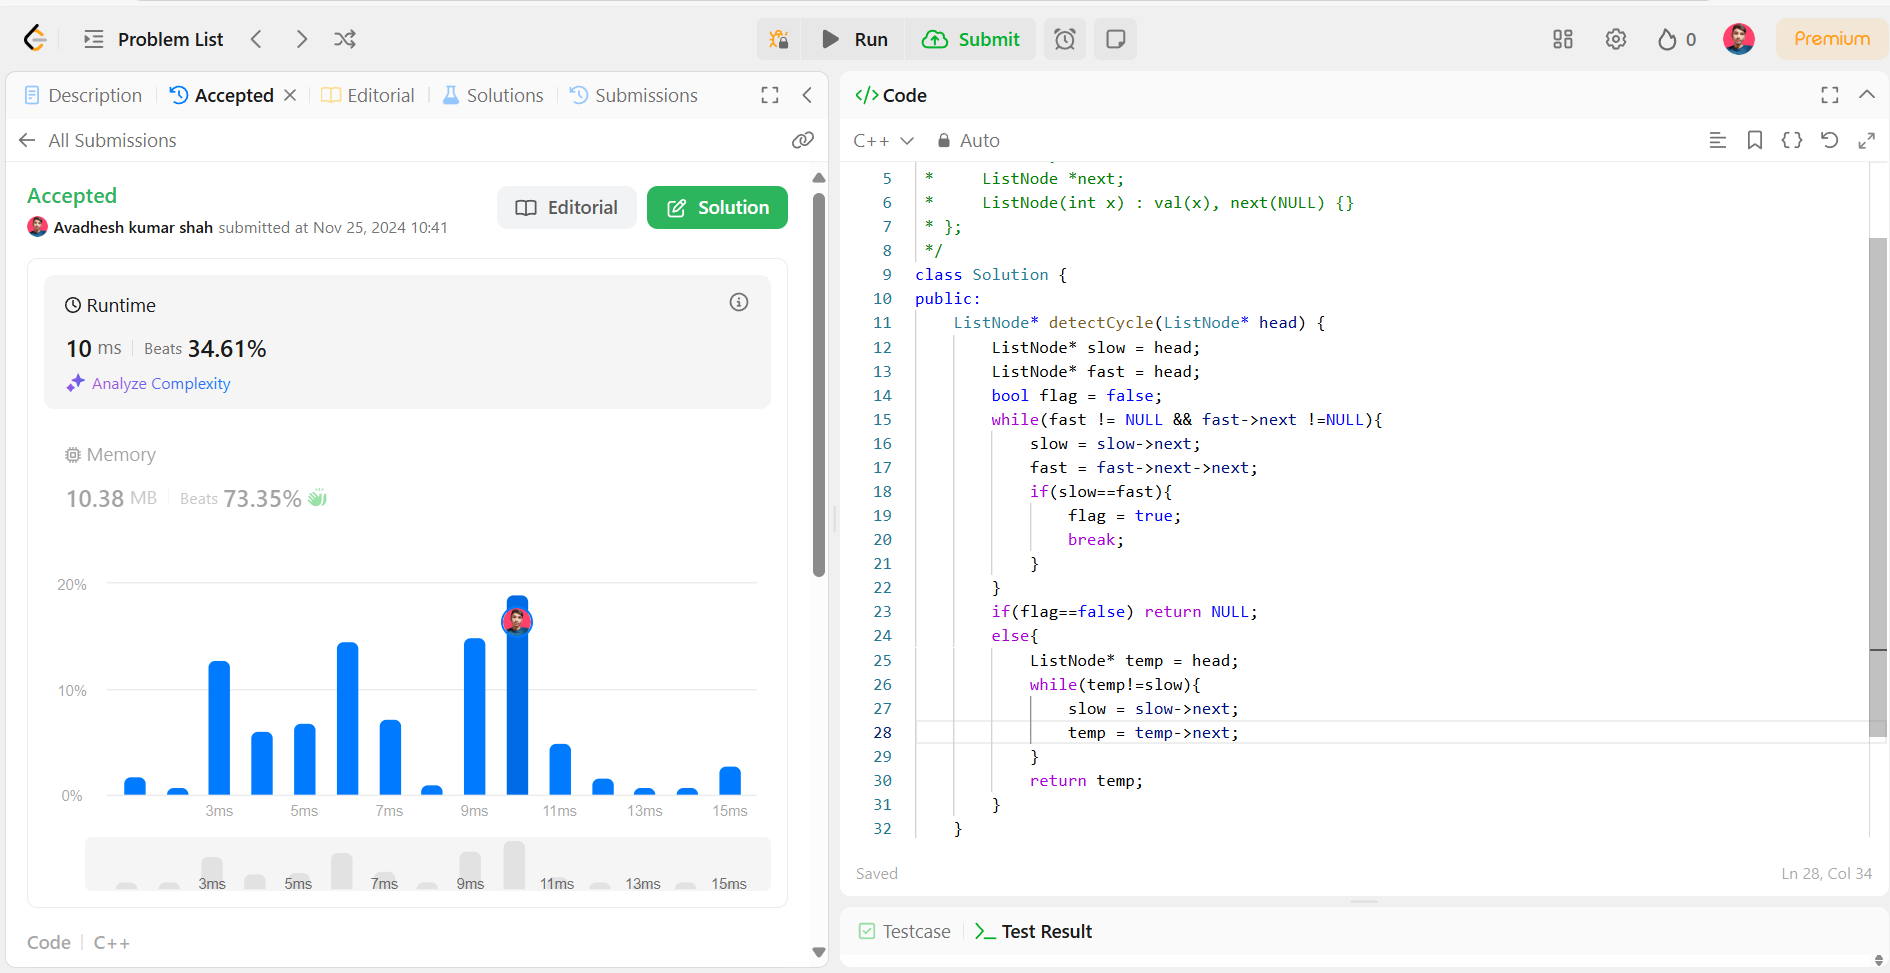 Problem List
Run
Submit
0
Premium
Description
Accepted
Editorial
Solutions
Submissions
All Submissions
Accepted
Avadhesh kumar shah submitted at Nov 25, 2024 10:41
Editorial
Solution
Runtime
10 ms Beats 34.61%
Analyze Complexity
Memory
10.38 MB Beats 73.35%
20%
10%
0%
3ms 5ms 7ms 9ms 11ms 13ms 15ms
3ms 5ms 7ms 9ms 11ms 13ms 15ms
Code C++
</> Code
C++ Auto
5 *     ListNode *next;
6 *     ListNode(int x) : val(x), next(NULL) {}
7 * };
8 */
9 class Solution {
10 public:
11     ListNode* detectCycle(ListNode* head) {
12         ListNode* slow = head;
13         ListNode* fast = head;
14         bool flag = false;
15         while(fast != NULL && fast->next !=NULL){
16             slow = slow->next;
17             fast = fast->next->next;
18             if(slow==fast){
19                 flag = true;
20                 break;
21             }
22         }
23         if(flag==false) return NULL;
24         else{
25             ListNode* temp = head;
26             while(temp!=slow){
27                 slow = slow->next;
28                 temp = temp->next;
29             }
30             return temp;
31         }
32     }
Saved
Ln 28, Col 34
Testcase
Test Result